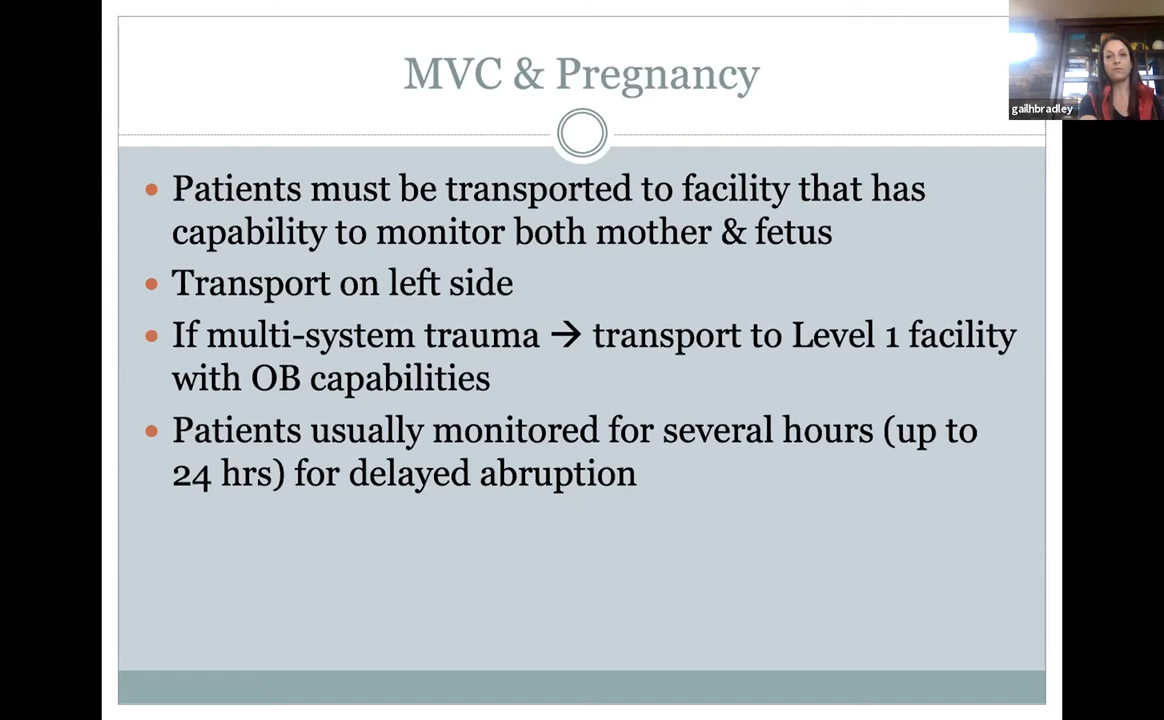 MVC & Pregnancy
gailhbradley
• Patients must be transported to facility that has
capability to monitor both mother & fetus
• Transport on left side
• If multi-system trauma → transport to Level 1 facility
with OB capabilities
• Patients usually monitored for several hours (up to
24 hrs) for delayed abruption